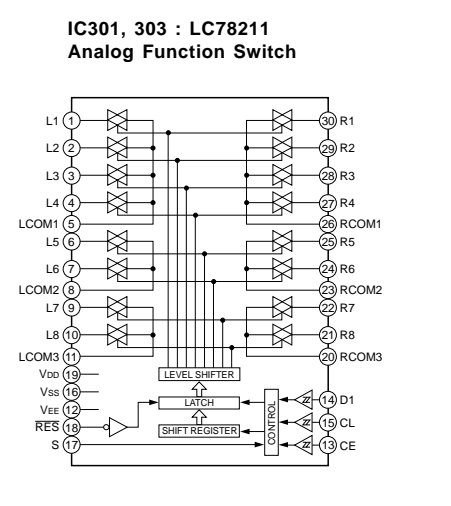 IC301, 303 : LC78211
Analog Function Switch
L1 1
30 R1
L2 2
29 R2
L3 3
28 R3
L4 4
27 R4
LCOM1 5
26 RCOM1
L5 6
25 R5
L6 7
24 R6
LCOM2 8
23 RCOM2
L7 9
22 R7
L8 10
21 R8
LCOM3 11
20 RCOM3
VDD 19
LEVEL SHIFTER
VSS 16
LATCH
14 D1
VEE 12
CONTROL
15 CL
RES 18
SHIFT REGISTER
S 17
13 CE